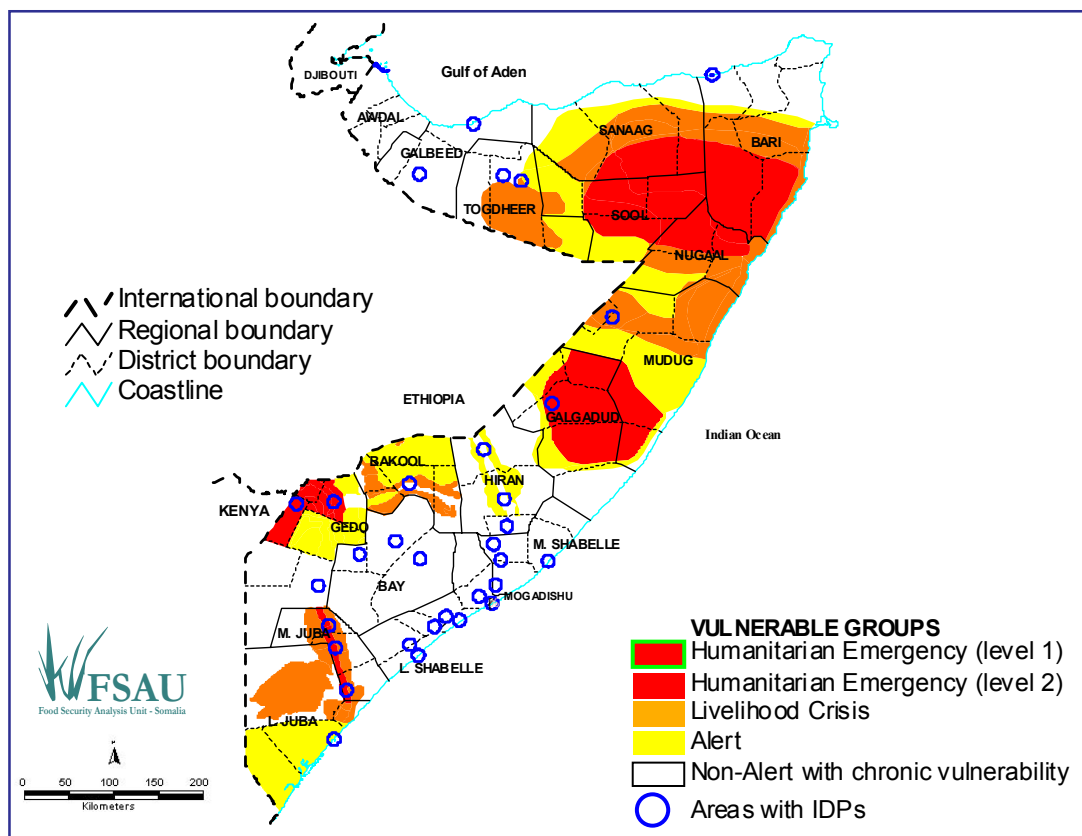 Gulf of Aden
DJIBOUTI
AWDAL
SANAAG
BARI
GALBEED
TOGDHEER
SOOL
NUGAAL
International boundary
Regional boundary
District boundary
Coastline
MUDUG
ETHIOPIA
GALGADUD
Indian Ocean
BAKOOL
HIRAN
KENYA
GEDO
M. SHABELLE
BAY
MOGADISHU
M. JUBA
L. SHABELLE
L. JUBA
FSAU
Food Security Analysis Unit - Somalia
N
0 50 100 150 200
Kilometers
VULNERABLE GROUPS
Humanitarian Emergency (level 1)
Humanitarian Emergency (level 2)
Livelihood Crisis
Alert
Non-Alert with chronic vulnerability
Areas with IDPs